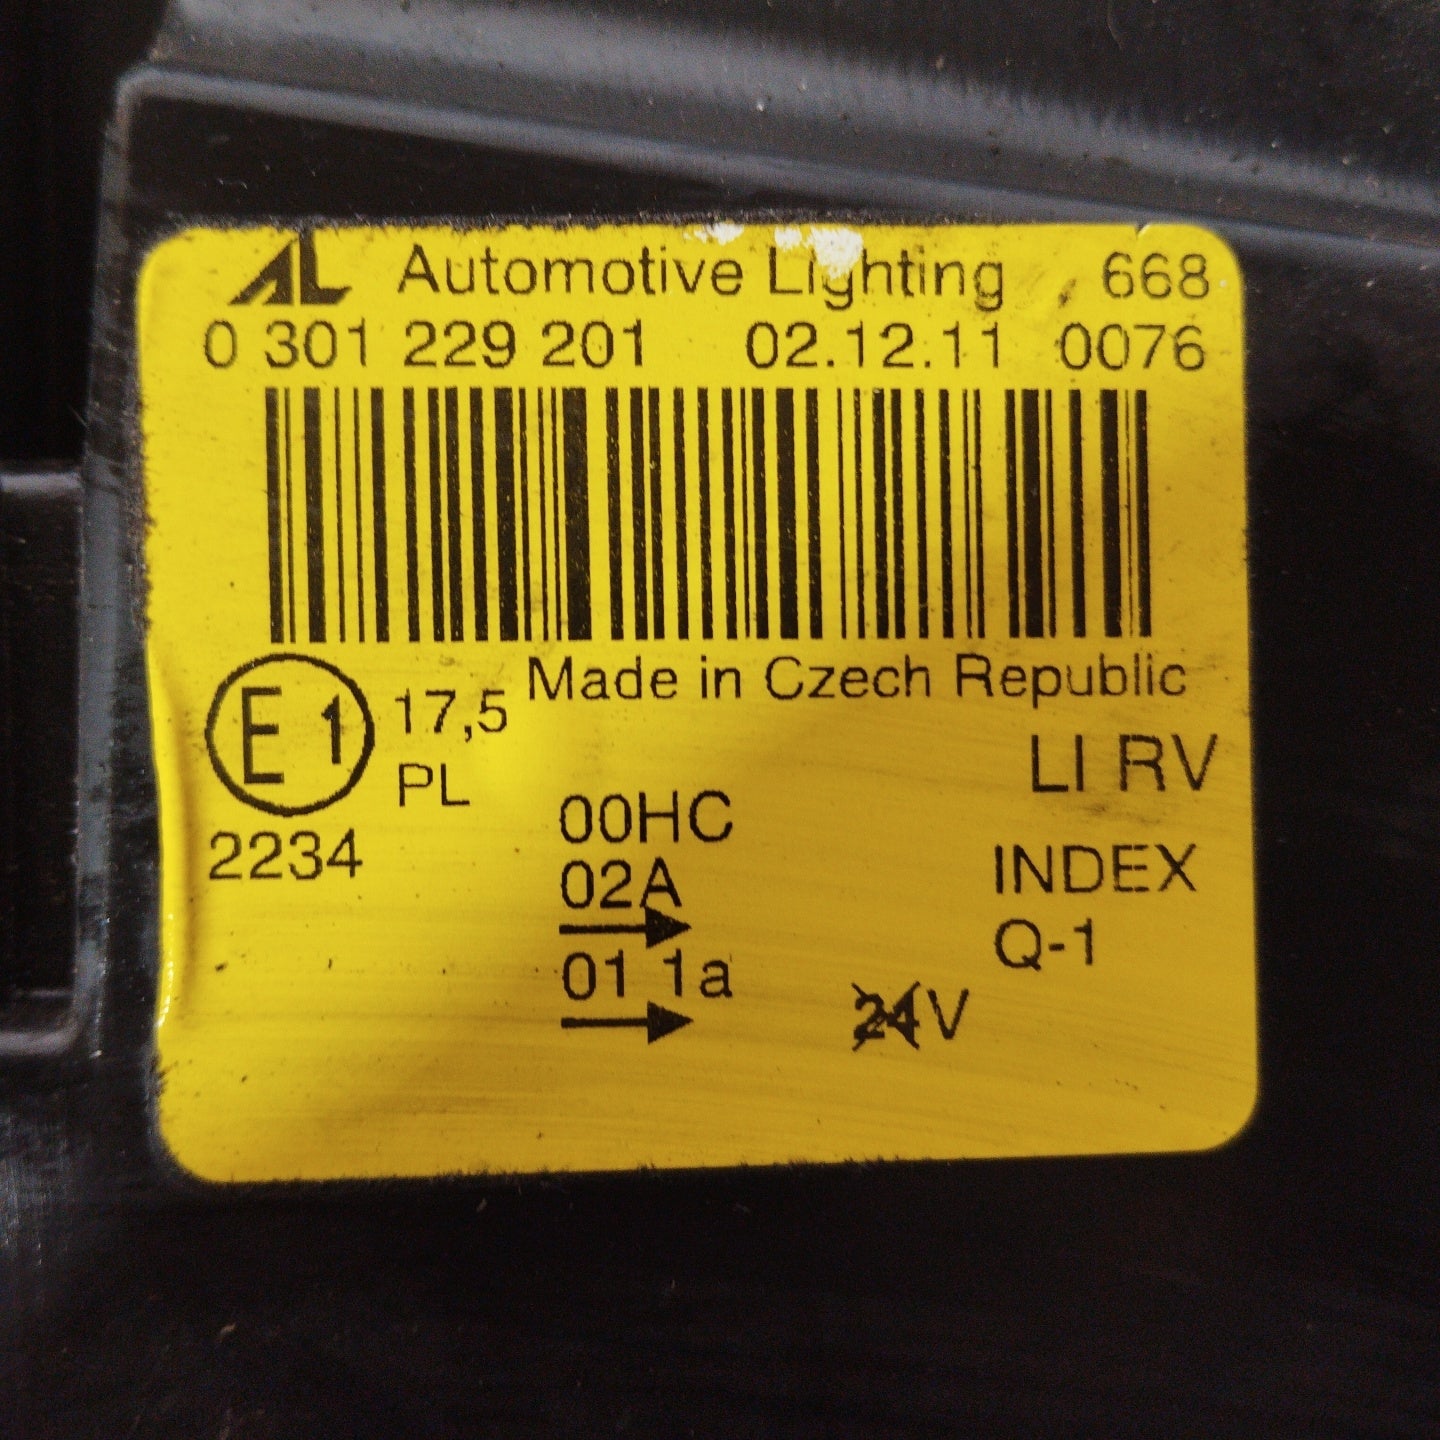 AL Automotive Lighting 668
0 301 229 201 02.12.11 0076
Made in Czech Republic
E1 17,5
PL
LI RV
2234
00HC
02A
INDEX
01 1a
Q-1
24V